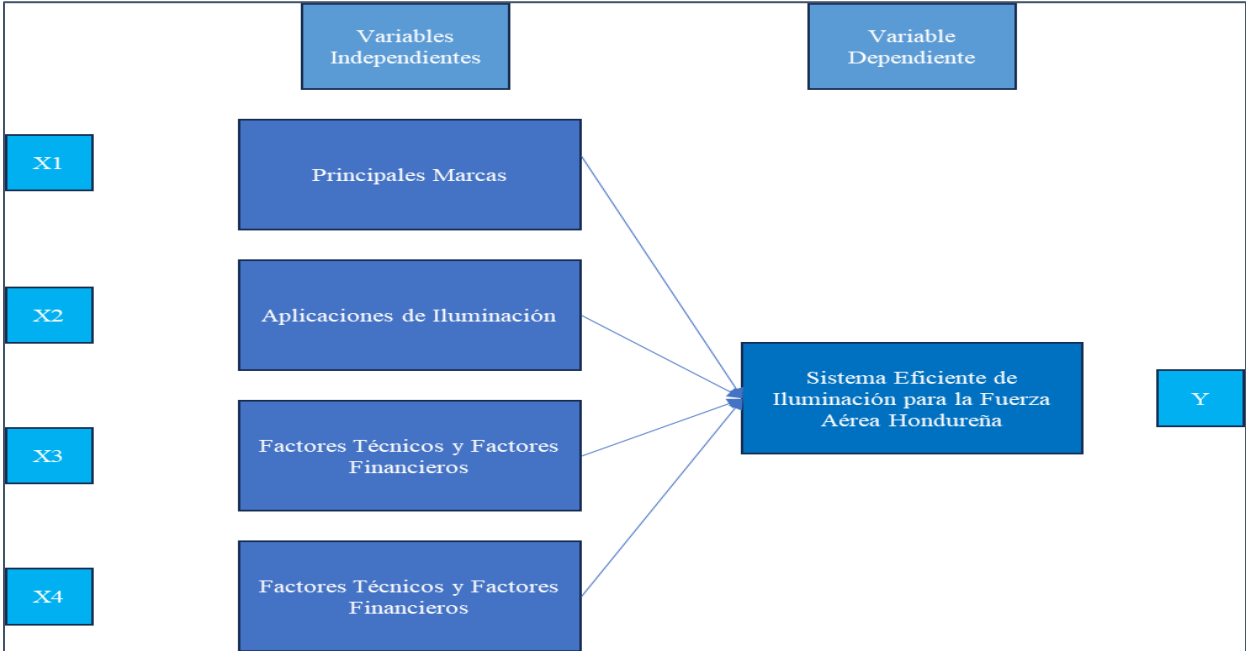 Variables
Independientes
Variable
Dependiente
X1
Principales Marcas
X2
Aplicaciones de Iluminación
Sistema Eficiente de
Iluminación para la Fuerza
Aérea Hondureña
Y
X3
Factores Técnicos y Factores
Financieros
X4
Factores Técnicos y Factores
Financieros